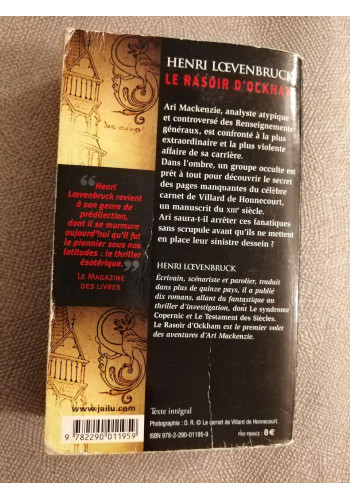 HENRI LŒVENBRUCK
LE RASOIR D'OCKHAM
Ari Mackenzie, analyste atypique
et controversé des Renseignements
généraux, est confronté à la plus
extraordinaire et la plus violente
affaire de sa carrière.
Dans l'ombre, un groupe occulte est
prêt à tout pour découvrir le secret
des pages manquantes du célèbre
carnet de Villard de Honnecourt,
un manuscrit du XIIIe siècle.
Ari saura-t-il arrêter ces fanatiques
sans scrupule avant qu'ils ne mettent
en place leur sinistre dessein ?
“Henri
Lœvenbruck revient
à son genre de
prédilection,
dont il se murmure
aujourd'hui qu'il fut
le pionnier sous nos
latitudes : le thriller
ésotérique.”
LE MAGAZINE
DES LIVRES
HENRI LŒVENBRUCK
Écrivain, scénariste et parolier, traduit
dans plus de quinze pays, il a publié
dix romans, allant du fantastique au
thriller d'investigation, dont Le syndrome
Copernic et Le Testament des Siècles.
Le Rasoir d'Ockham est le premier volet
des aventures d'Ari Mackenzie.
www.jailu.com
9 782290 011959
Texte intégral
Photographie : D. R. © Le carnet de Villard de Honnecourt.
ISBN 978-2-290-01195-9
PRIX FRANCE : 8€